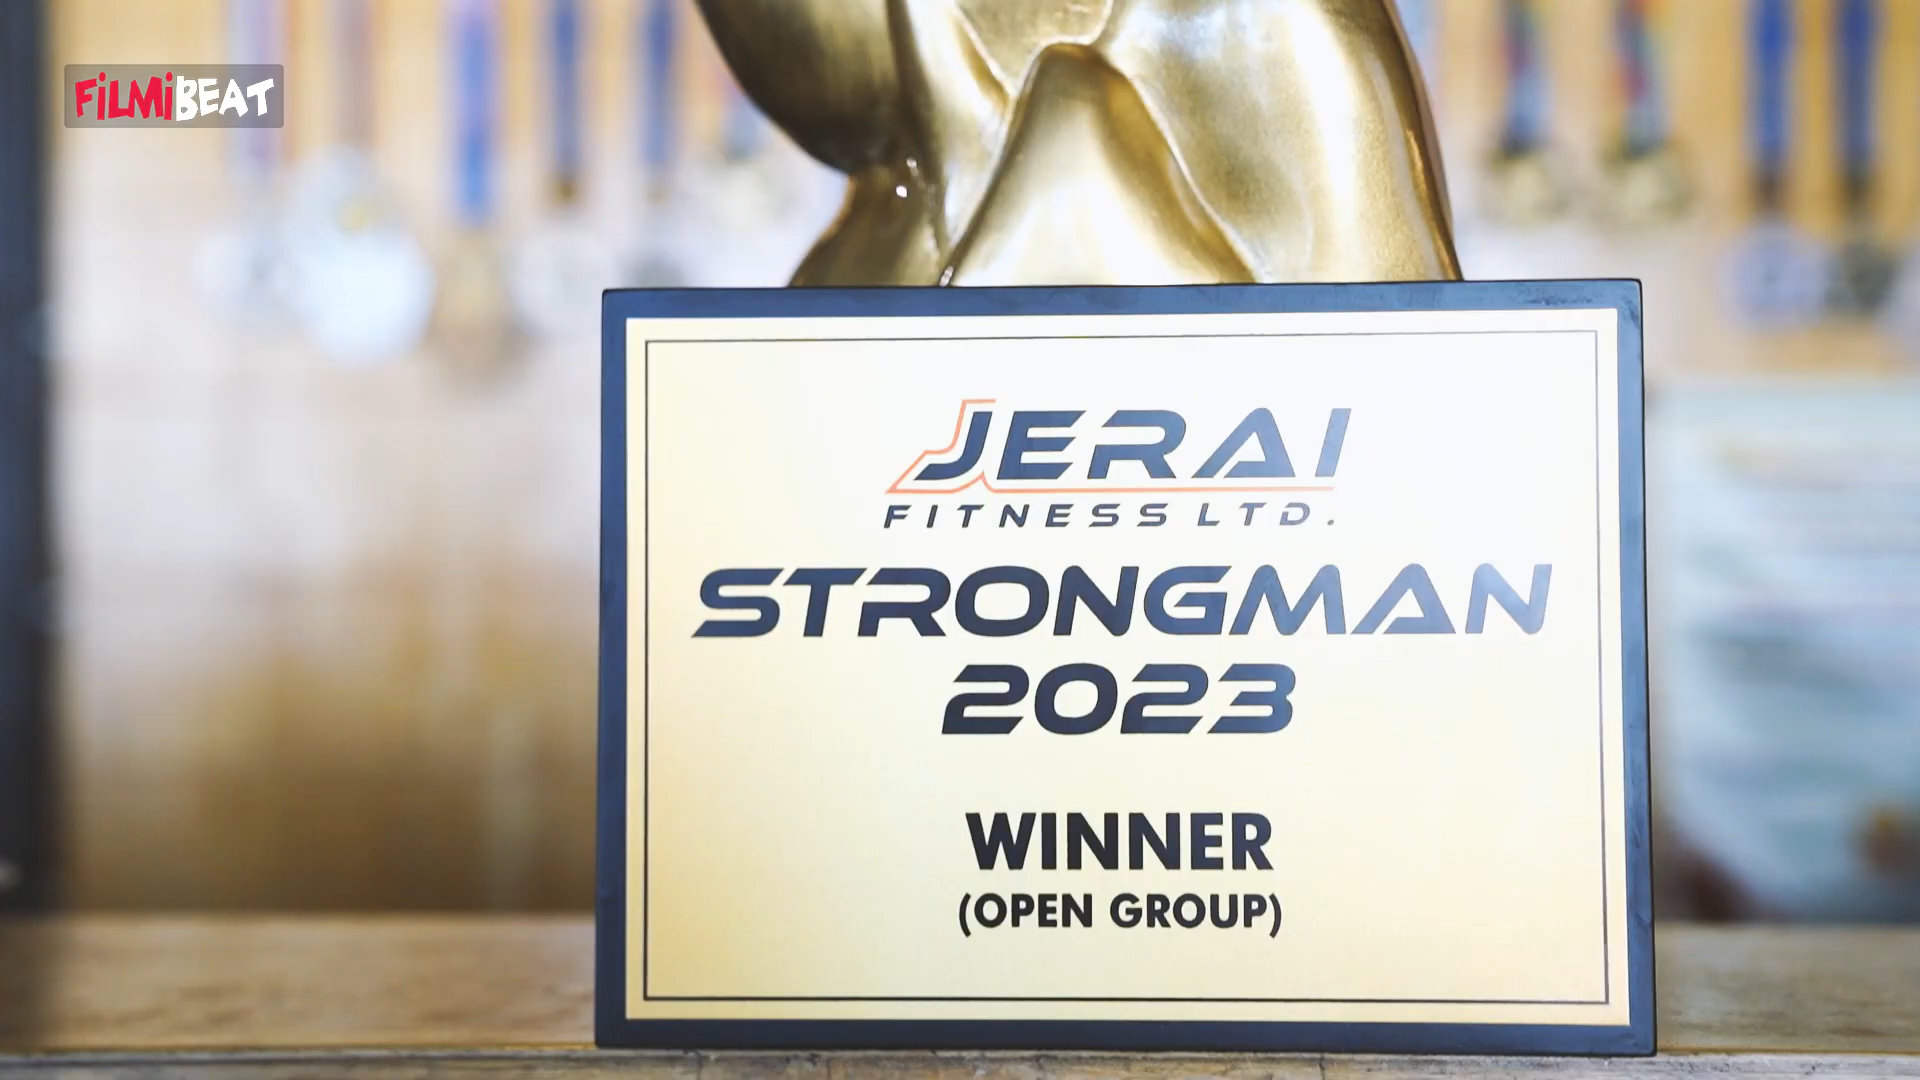 FiLMiBEAT
JERAI
FITNESS LTD.
STRONGMAN
2023
WINNER
(OPEN GROUP)